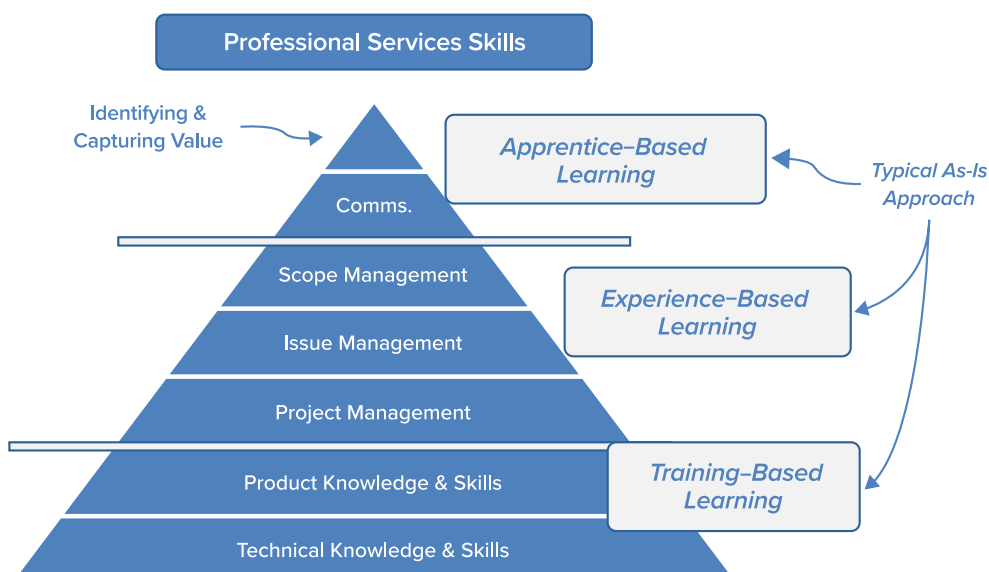 Professional Services Skills
Identifying &
Capturing Value
Apprentice–Based
Learning
Typical As-Is
Approach
Comms.
Scope Management
Experience–Based
Learning
Issue Management
Project Management
Training–Based
Learning
Product Knowledge & Skills
Technical Knowledge & Skills